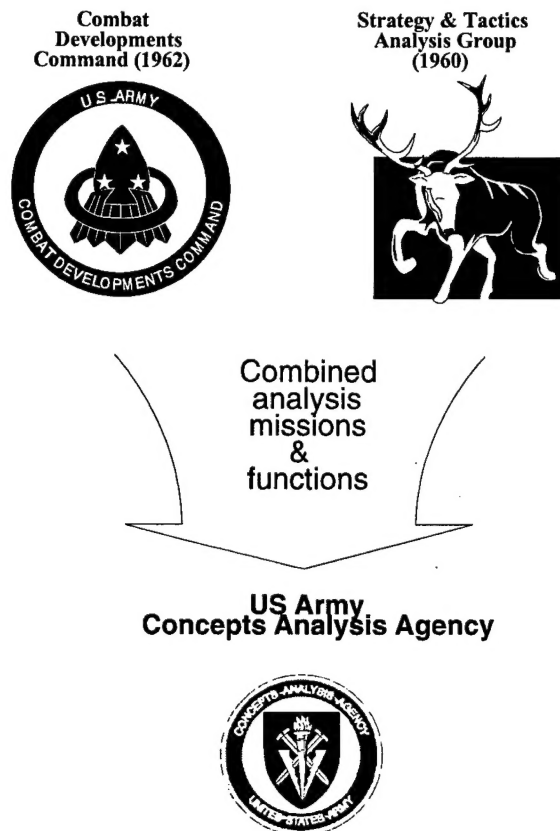 Combat
Developments
Command (1962)
Strategy & Tactics
Analysis Group
(1960)
U.S. ARMY
COMBAT DEVELOPMENTS COMMAND
Combined
analysis
missions
&
functions
US Army
Concepts Analysis Agency
CONCEPTS-ANALYSIS-AGENCY
UNITED-STATES-ARMY